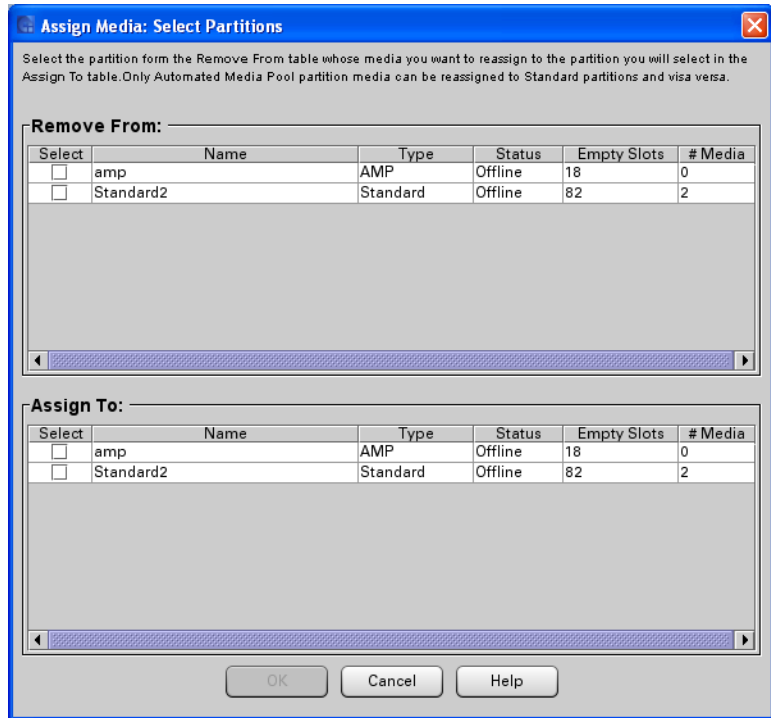 Assign Media: Select Partitions
Select the partition form the Remove From table whose media you want to reassign to the partition you will select in the
Assign To table.Only Automated Media Pool partition media can be reassigned to Standard partitions and visa versa.
Remove From:
Select Name Type Status Empty Slots # Media
amp AMP Offline 18 0
Standard2 Standard Offline 82 2
Assign To:
Select Name Type Status Empty Slots # Media
amp AMP Offline 18 0
Standard2 Standard Offline 82 2
OK Cancel Help